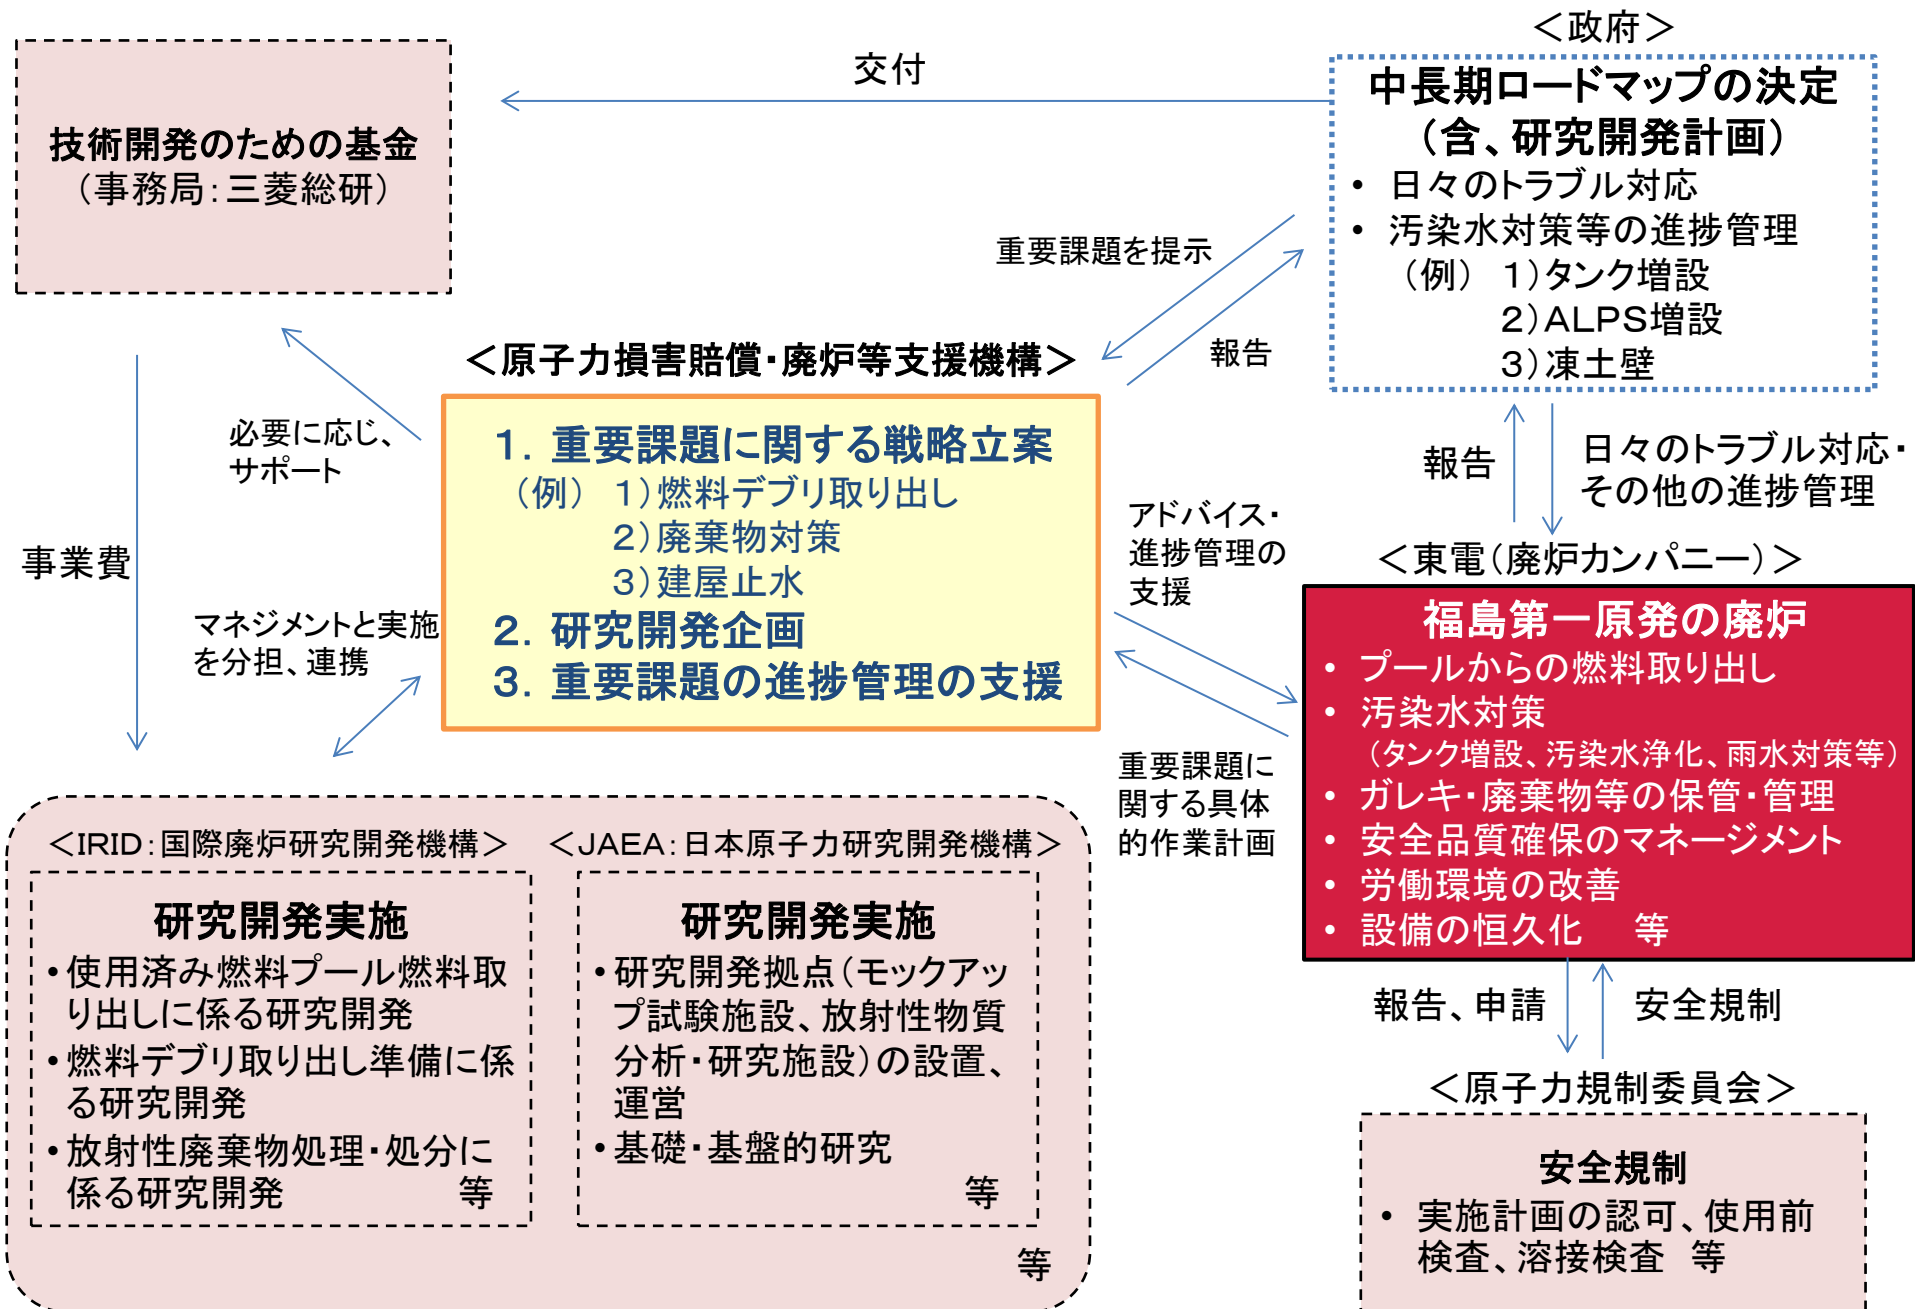 ＜政府＞
中長期ロードマップの決定
（含、研究開発計画）
• 日々のトラブル対応
• 汚染水対策等の進捗管理
（例） 1）タンク増設
2）ALPS増設
3）凍土壁
交付
技術開発のための基金
（事務局：三菱総研）
重要課題を提示
報告
＜原子力損害賠償・廃炉等支援機構＞
1．重要課題に関する戦略立案
（例） 1）燃料デブリ取り出し
2）廃棄物対策
3）建屋止水
2．研究開発企画
3．重要課題の進捗管理の支援
必要に応じ、
サポート
事業費
マネジメントと実施
を分担、連携
アドバイス・
進捗管理の
支援
重要課題に
関する具体
的作業計画
報告
日々のトラブル対応・
その他の進捗管理
＜東電（廃炉カンパニー）＞
福島第一原発の廃炉
• プールからの燃料取り出し
• 汚染水対策
（タンク増設、汚染水浄化、雨水対策等）
• ガレキ・廃棄物等の保管・管理
• 安全品質確保のマネージメント
• 労働環境の改善
• 設備の恒久化 等
報告、申請
安全規制
＜原子力規制委員会＞
安全規制
• 実施計画の認可、使用前
検査、溶接検査 等
＜IRID：国際廃炉研究開発機構＞
研究開発実施
•使用済み燃料プール燃料取
り出しに係る研究開発
•燃料デブリ取り出し準備に係
る研究開発
•放射性廃棄物処理・処分に
係る研究開発 等
＜JAEA：日本原子力研究開発機構＞
研究開発実施
•研究開発拠点（モックアッ
プ試験施設、放射性物質
分析・研究施設）の設置、
運営
•基礎・基盤的研究
等
等